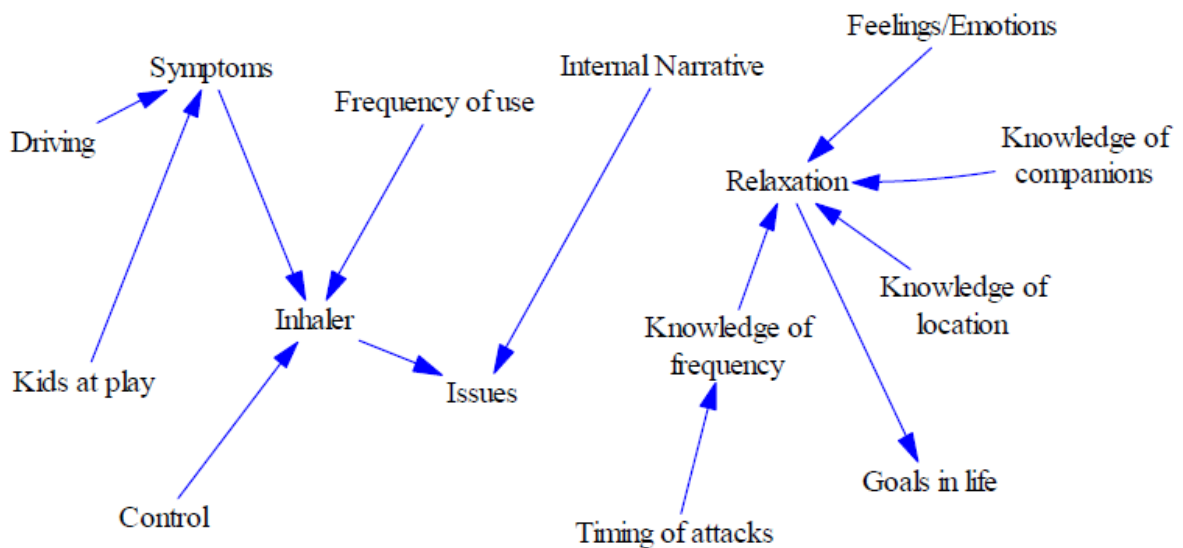 Feelings/Emotions
Symptoms
Internal Narrative
Frequency of use
Driving
Knowledge of
companions
Relaxation
Knowledge of
location
Inhaler
Knowledge of
frequency
Kids at play
Issues
Goals in life
Control
Timing of attacks